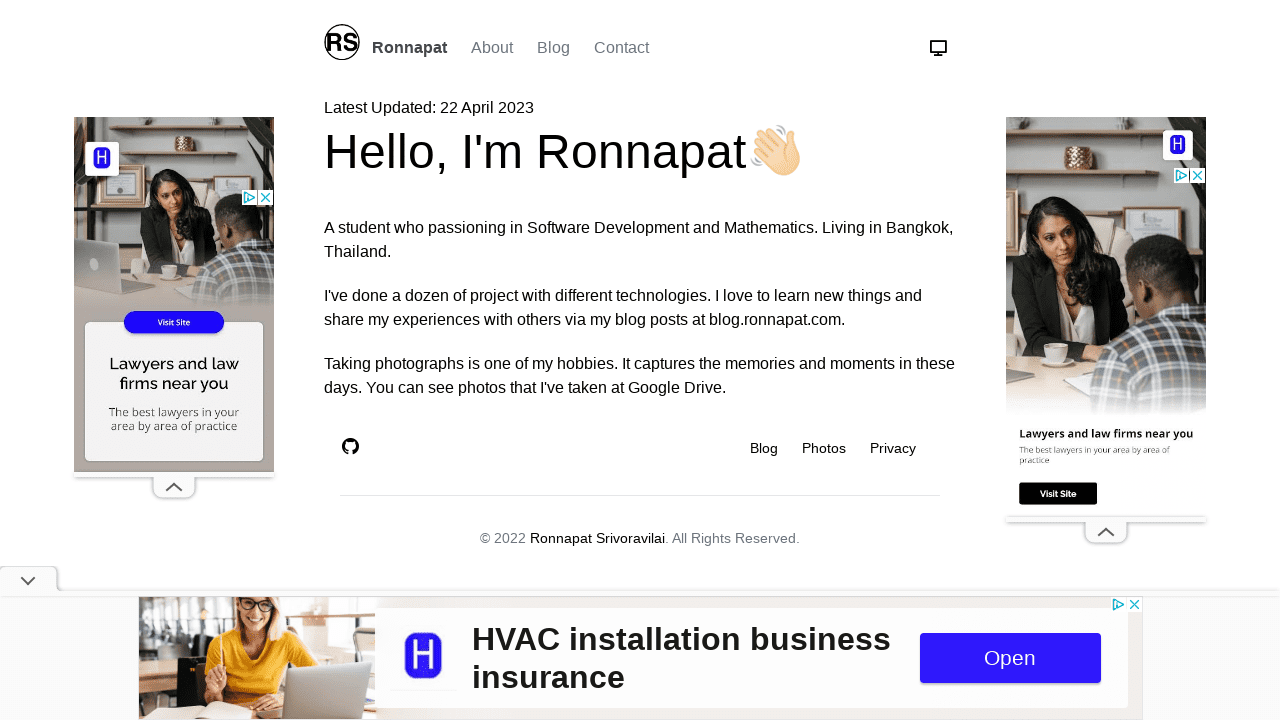 RS
Ronnapat
About
Blog
Contact
Latest Updated: 22 April 2023
Hello, I'm Ronnapat👋🏼
A student who passioning in Software Development and Mathematics. Living in Bangkok,
Thailand.
I've done a dozen of project with different technologies. I love to learn new things and
share my experiences with others via my blog posts at blog.ronnapat.com.
Taking photographs is one of my hobbies. It captures the memories and moments in these
days. You can see photos that I've taken at Google Drive.
Blog
Photos
Privacy
© 2022 Ronnapat Srivoravilai. All Rights Reserved.
H
Visit Site
Lawyers and law
firms near you
The best lawyers in your
area by area of practice
H
Lawyers and law firms near you
The best lawyers in your area by area of
practice
Visit Site
H
HVAC installation business
insurance
Open